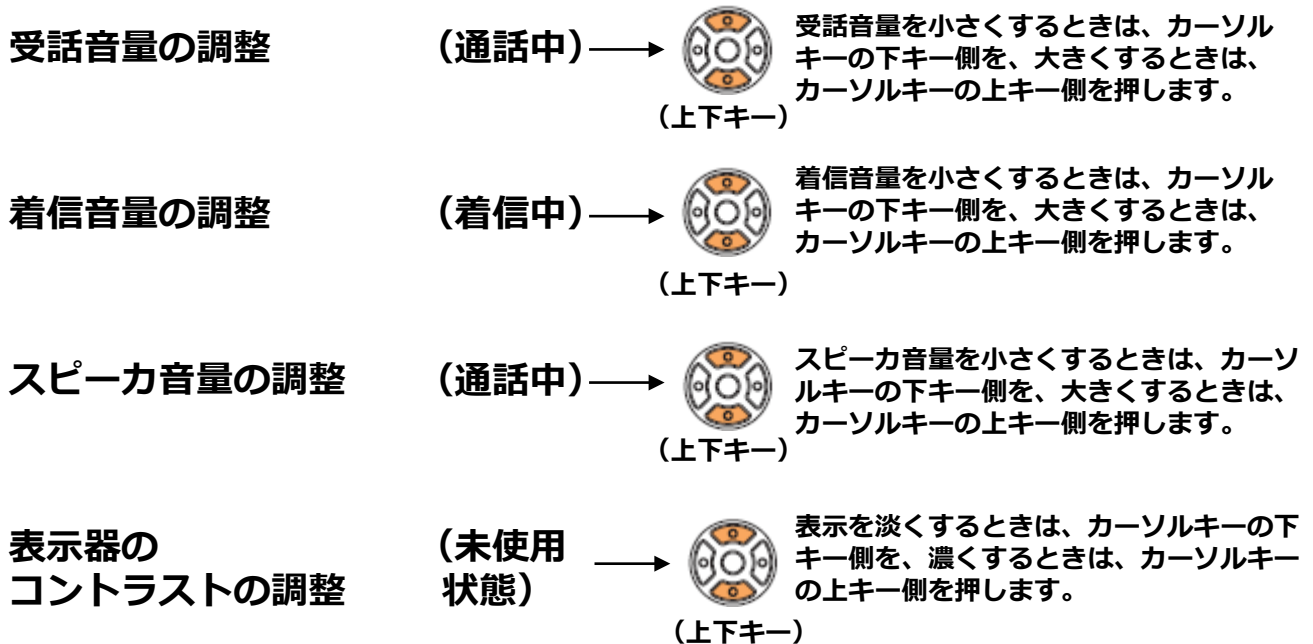 受話音量の調整
（通話中）
（上下キー）
受話音量を小さくするときは、カーソル
キーの下キー側を、大きくするときは、
カーソルキーの上キー側を押します。
着信音量の調整
（着信中）
（上下キー）
着信音量を小さくするときは、カーソル
キーの下キー側を、大きくするときは、
カーソルキーの上キー側を押します。
スピーカ音量の調整
（通話中）
（上下キー）
スピーカ音量を小さくするときは、カーソ
ルキーの下キー側を、大きくするときは、
カーソルキーの上キー側を押します。
表示器の
コントラストの調整
（未使用
状態）
（上下キー）
表示を淡くするときは、カーソルキーの下
キー側を、濃くするときは、カーソルキー
の上キー側を押します。